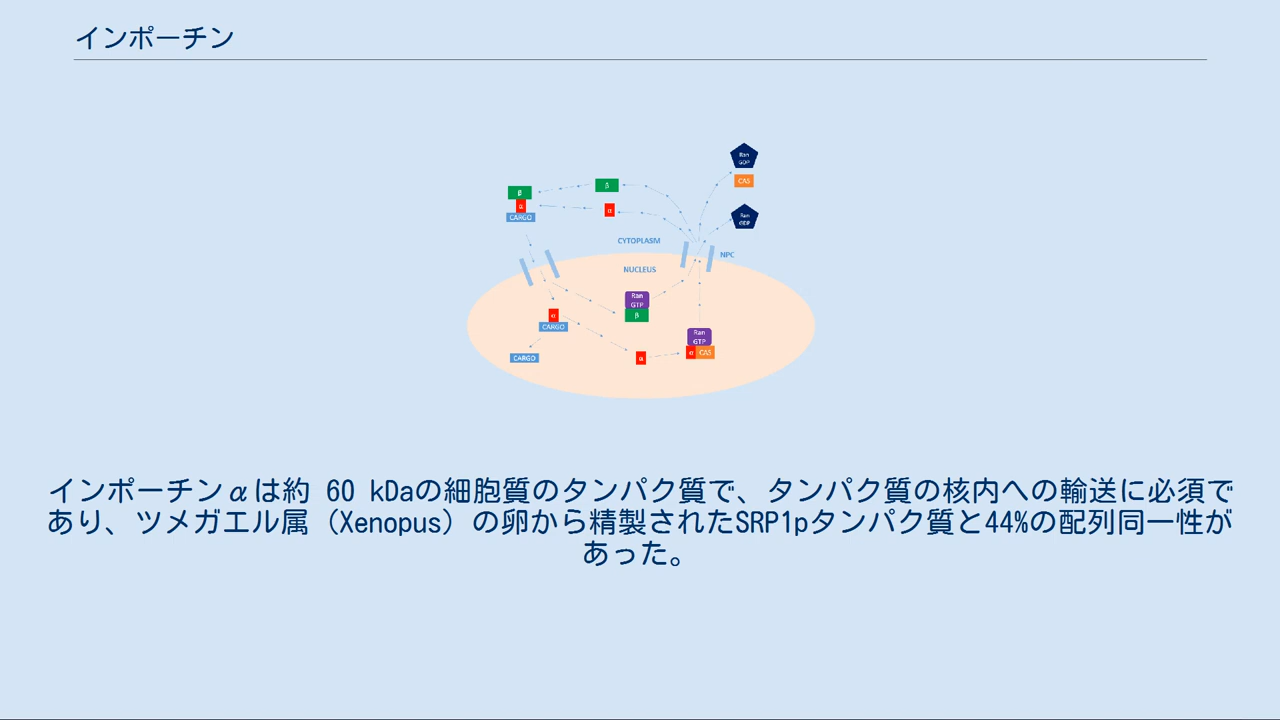 インポーチン
Ran
GDP
CAS
β
β
α
α
CARGO
Ran
GDP
CYTOPLASM
NPC
NUCLEUS
Ran
GTP
β
α
CARGO
Ran
GTP
α CAS
CARGO
α
インポーチンαは約 60 kDaの細胞質のタンパク質で、タンパク質の核内への輸送に必須で
あり、ツメガエル属（Xenopus）の卵から精製されたSRP1pタンパク質と44%の配列同一性が
あった。